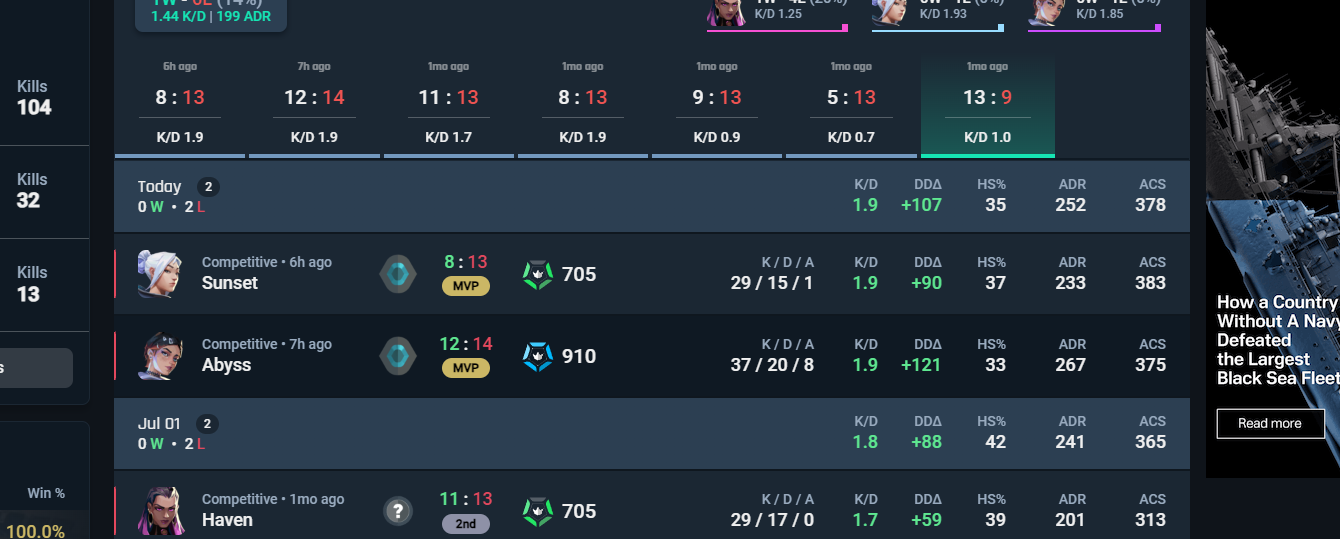 1W - 6L (14%)
1.44 K/D | 199 ADR
K/D 1.25
K/D 1.93
K/D 1.85
6h ago
8 : 13
K/D 1.9
7h ago
12 : 14
K/D 1.9
1mo ago
11 : 13
K/D 1.7
1mo ago
8 : 13
K/D 1.9
1mo ago
9 : 13
K/D 0.9
1mo ago
5 : 13
K/D 0.7
1mo ago
13 : 9
K/D 1.0
Kills
104
Kills
32
Kills
13
s
Win %
100.0%
Today 2
0 W • 2 L
K/D DDΔ HS% ADR ACS
1.9 +107 35 252 378
Competitive • 6h ago
Sunset
8 : 13
MVP
705
K / D / A K/D DDΔ HS% ADR ACS
29 / 15 / 1 1.9 +90 37 233 383
Competitive • 7h ago
Abyss
12 : 14
MVP
910
K / D / A K/D DDΔ HS% ADR ACS
37 / 20 / 8 1.9 +121 33 267 375
Jul 01 2
0 W • 2 L
K/D DDΔ HS% ADR ACS
1.8 +88 42 241 365
Competitive • 1mo ago
Haven
?
11 : 13
2nd
705
K / D / A K/D DDΔ HS% ADR ACS
29 / 17 / 0 1.7 +59 39 201 313
How a Country
Without A Navy
Defeated
the Largest
Black Sea Fleet
Read more